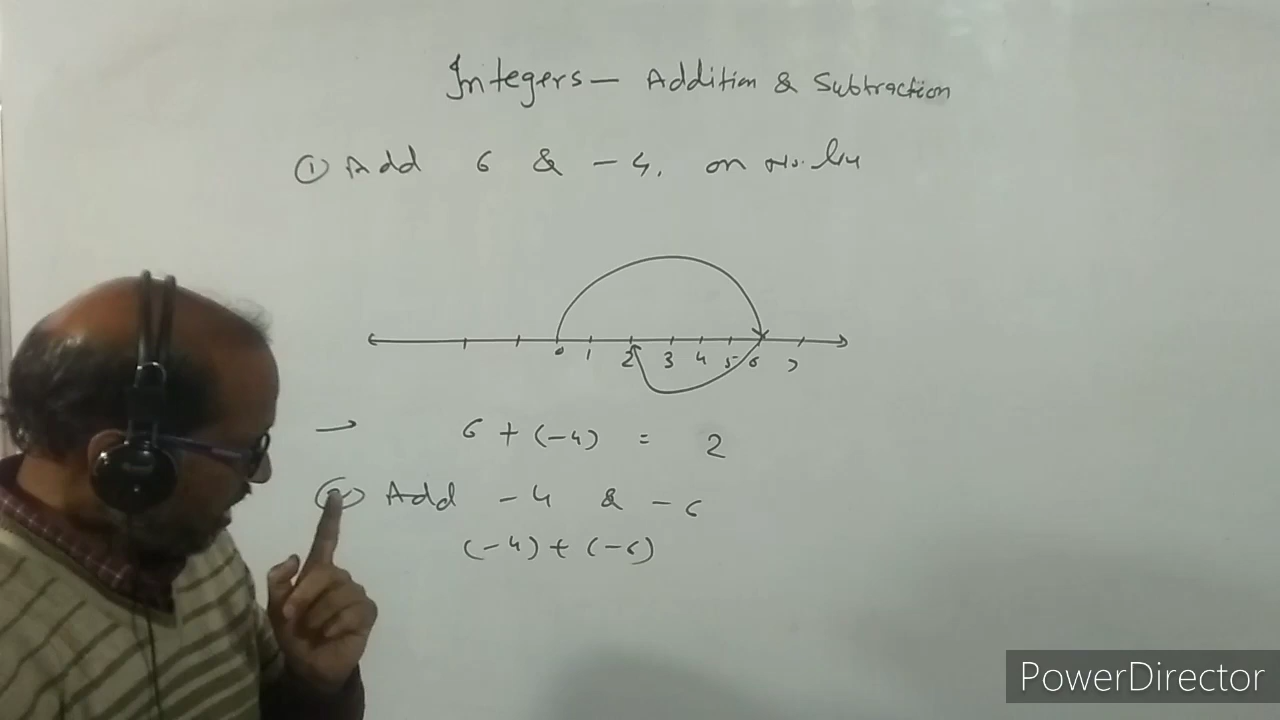 Integers — Addition & Subtraction
① Add 6 & -4, on No. line
0 1 2 3 4 5 6 7
→ 6 + (-4) = 2
② Add -4 & -6
(-4) + (-6)
PowerDirector